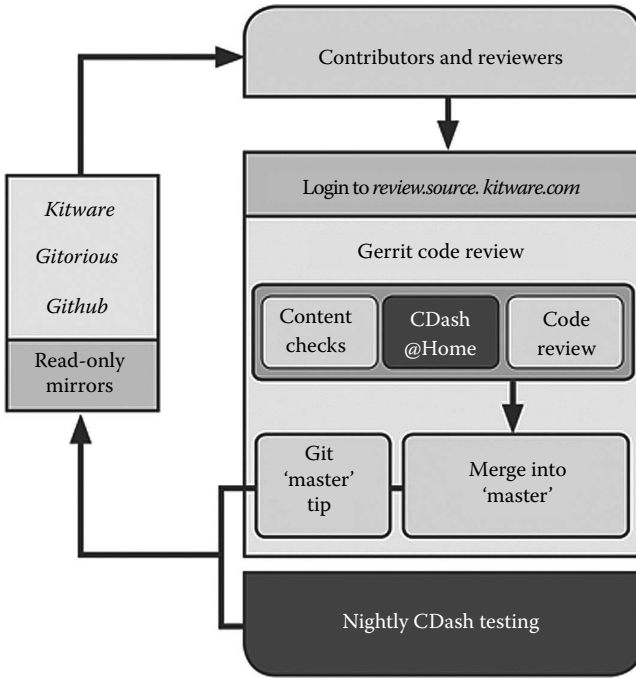 Contributors and reviewers
Login to review.source. kitware.com
Kitware
Gitorious
Github
Read-only
mirrors
Gerrit code review
Content
checks
CDash
@Home
Code
review
Git
‘master’
tip
Merge into
‘master’
Nightly CDash testing